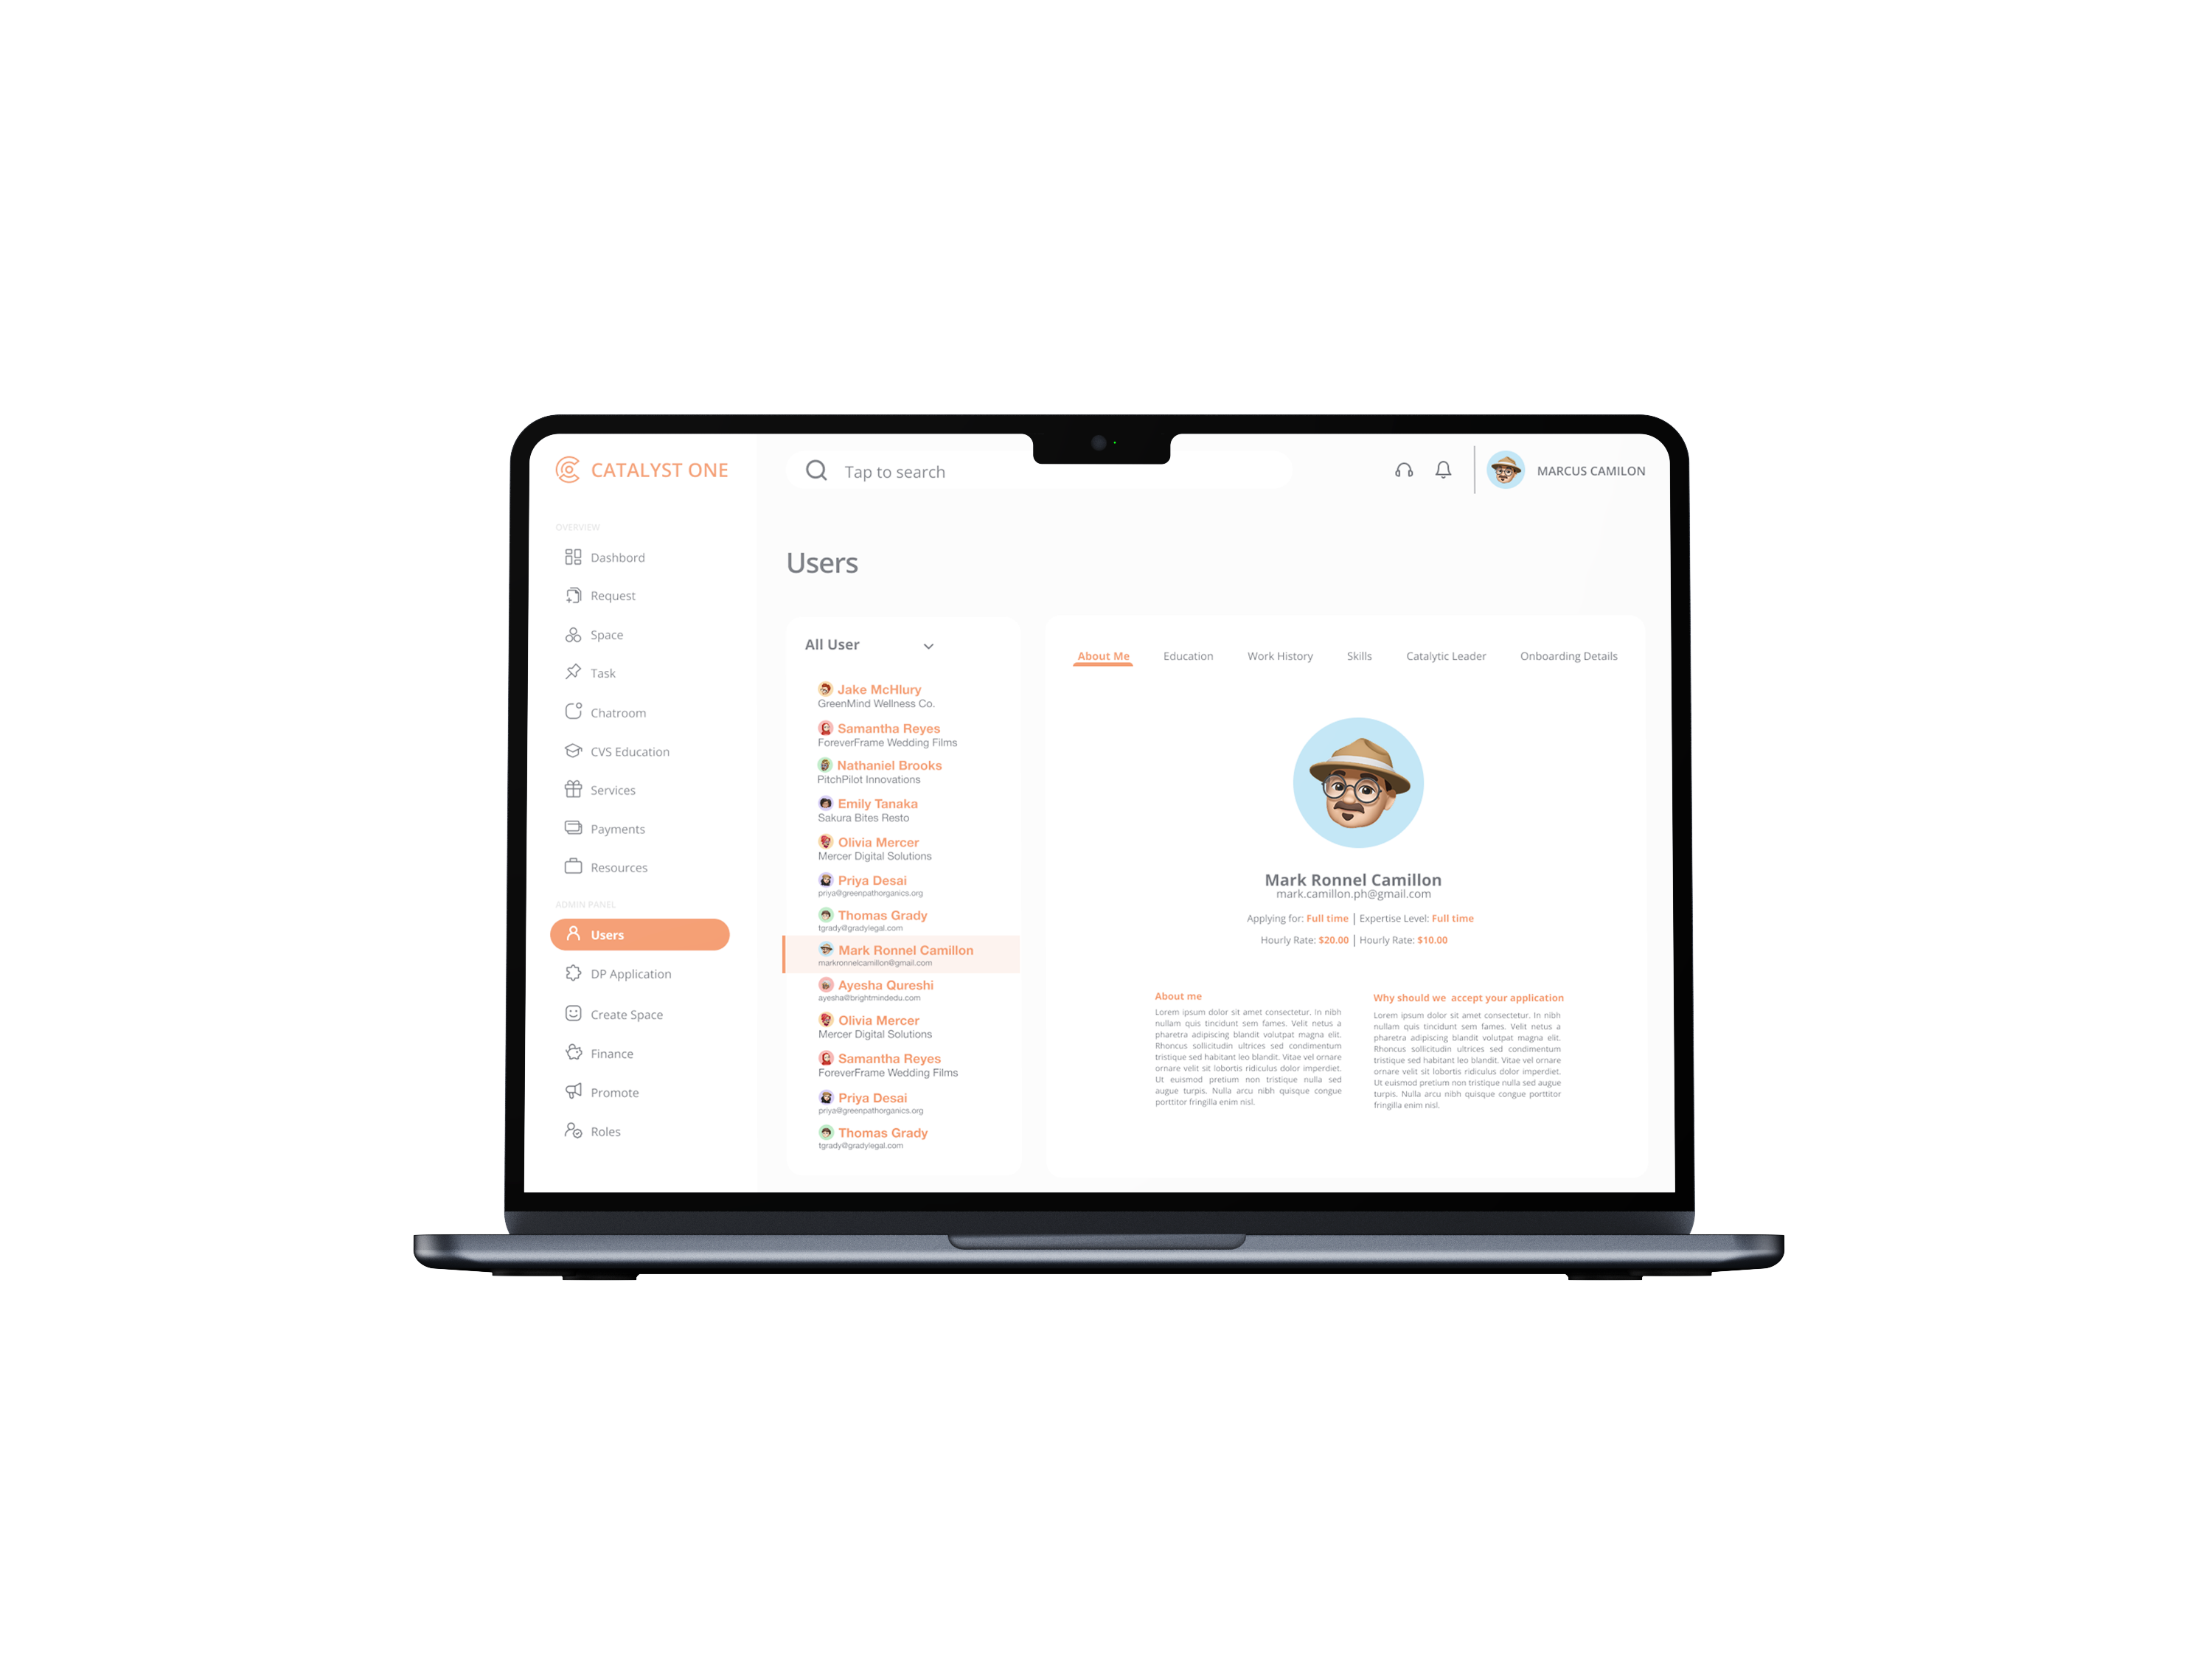 CATALYST ONE
Tap to search
MARCUS CAMILON
OVERVIEW
Dashbord
Request
Space
Task
Chatroom
CVS Education
Services
Payments
Resources
ADMIN PANEL
Users
DP Application
Create Space
Finance
Promote
Roles
Users
All User
Jake McHlury
GreenMind Wellness Co.
Samantha Reyes
ForeverFrame Wedding Films
Nathaniel Brooks
PitchPilot Innovations
Emily Tanaka
Sakura Bites Resto
Olivia Mercer
Mercer Digital Solutions
Priya Desai
priya@greenpathorganics.org
Thomas Grady
tgrady@gradylegal.com
Mark Ronnel Camillon
markronnelcamillon@gmail.com
Ayesha Qureshi
ayesha@brightmindedu.com
Olivia Mercer
Mercer Digital Solutions
Samantha Reyes
ForeverFrame Wedding Films
Priya Desai
priya@greenpathorganics.org
Thomas Grady
tgrady@gradylegal.com
About Me Education Work History Skills Catalytic Leader Onboarding Details
Mark Ronnel Camillon
mark.camillon.ph@gmail.com
Applying for: Full time | Expertise Level: Full time
Hourly Rate: $20.00 | Hourly Rate: $10.00
About me
Lorem ipsum dolor sit amet consectetur. In nibh
nullam quis tincidunt sem fames. Velit netus a
pharetra adipiscing blandit volutpat magna elit.
Rhoncus sollicitudin ultrices sed condimentum
tristique sed habitant leo blandit. Vitae vel ornare
ornare velit sit lobortis ridiculus dolor imperdiet.
Ut euismod pretium non tristique nulla sed
augue turpis. Nulla arcu nibh quisque congue
porttitor fringilla enim nisl.
Why should we accept your application
Lorem ipsum dolor sit amet consectetur. In nibh
nullam quis tincidunt sem fames. Velit netus a
pharetra adipiscing blandit volutpat magna elit.
Rhoncus sollicitudin ultrices sed condimentum
tristique sed habitant leo blandit. Vitae vel ornare
ornare velit sit lobortis ridiculus dolor imperdiet.
Ut euismod pretium non tristique nulla sed augue
turpis. Nulla arcu nibh quisque congue porttitor
fringilla enim nisl.